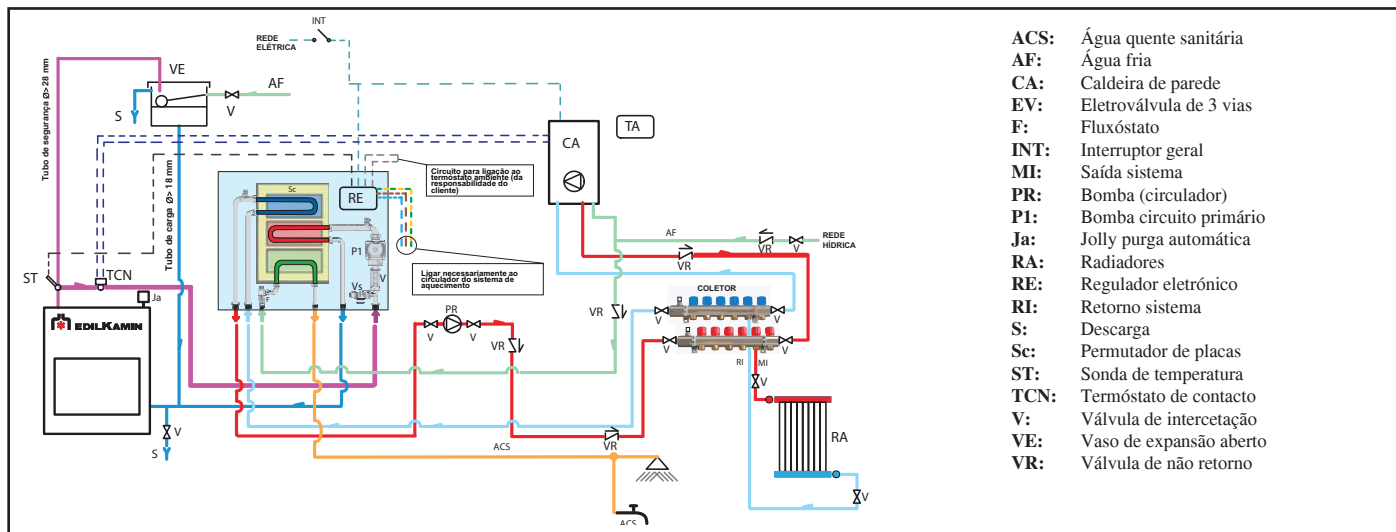 INT
REDE
ELÉTRICA
VE
AF
S
V
Tubo de segurança Ø> 28 mm
Tubo de carga Ø> 18 mm
CA
TA
Sc
RE
Circuito para ligação ao
termóstato ambiente (da
responsabilidade do
cliente)
P1
V
Vs
F
Ligar necessariamente ao
circulador do sistema de
aquecimento
ST
TCN
Ja
EDILKAMIN
AF
VR
V
REDE
HÍDRICA
VR
COLETOR
VR
V
V
V
V
RI
MI
PR
V
V
VR
V
RA
V
V
S
ACS
VR
ACS
ACS: Água quente sanitária
AF: Água fria
CA: Caldeira de parede
EV: Eletroválvula de 3 vias
F: Fluxóstato
INT: Interruptor geral
MI: Saída sistema
PR: Bomba (circulador)
P1: Bomba circuito primário
Ja: Jolly purga automática
RA: Radiadores
RE: Regulador eletrónico
RI: Retorno sistema
S: Descarga
Sc: Permutador de placas
ST: Sonda de temperatura
TCN: Termóstato de contacto
V: Válvula de intercetação
VE: Vaso de expansão aberto
VR: Válvula de não retorno